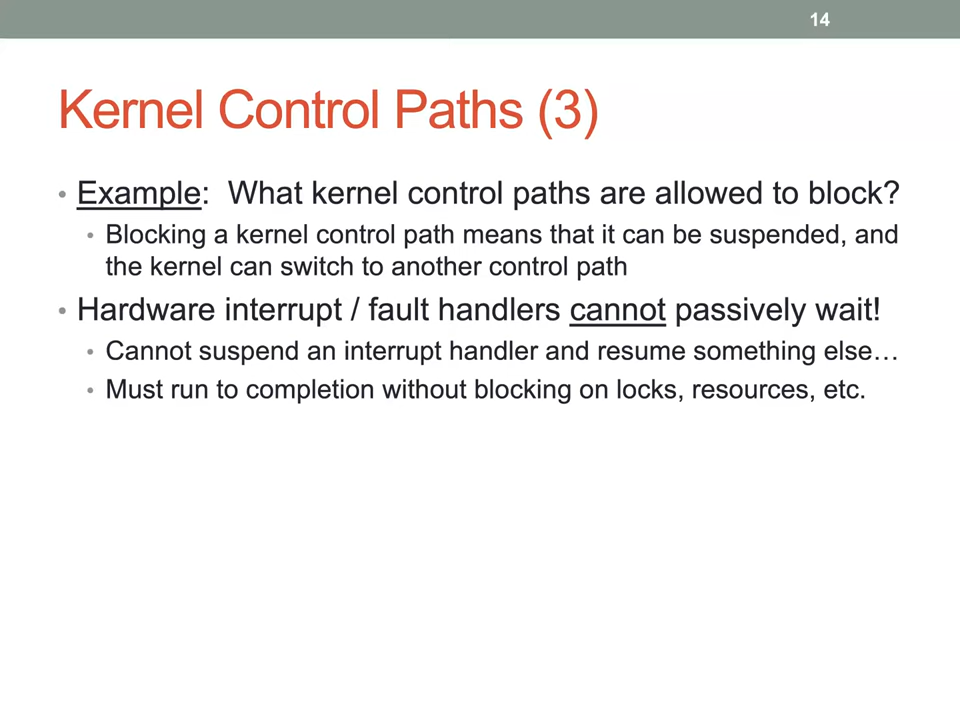 14
Kernel Control Paths (3)
• Example:  What kernel control paths are allowed to block?
• Blocking a kernel control path means that it can be suspended, and
the kernel can switch to another control path
• Hardware interrupt / fault handlers cannot passively wait!
• Cannot suspend an interrupt handler and resume something else…
• Must run to completion without blocking on locks, resources, etc.